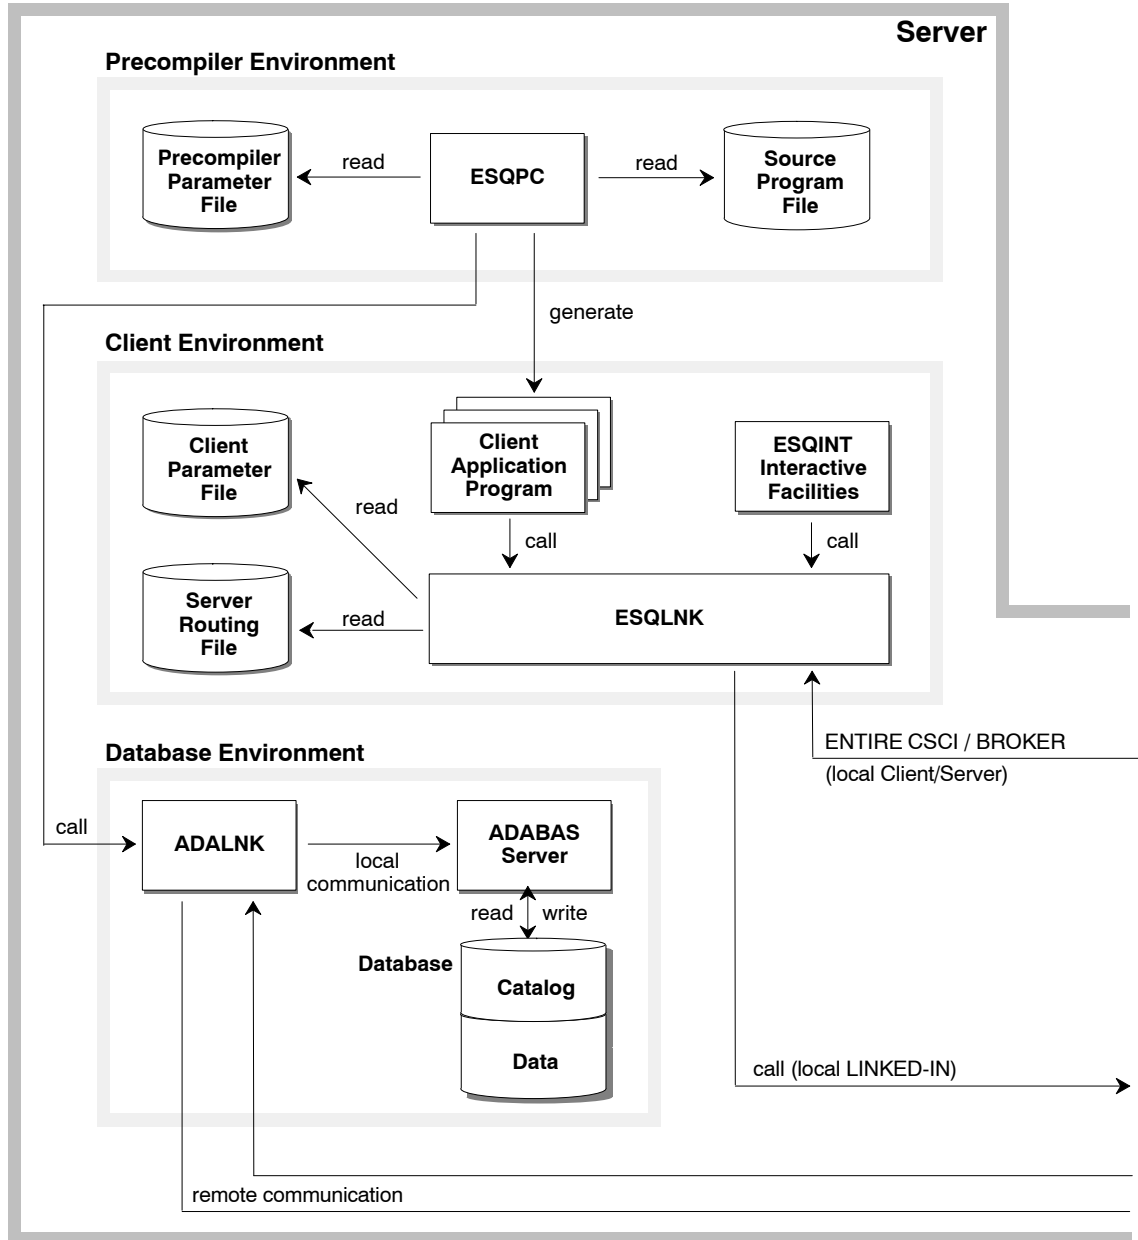 Server
Precompiler Environment
Precompiler
Parameter
File
read
ESQPC
read
Source
Program
File
generate
Client Environment
Client
Parameter
File
read
Client
Application
Program
ESQINT
Interactive
Facilities
call
call
Server
Routing
File
read
ESQLNK
ENTIRE CSCI / BROKER
(local Client/Server)
Database Environment
call
ADALNK
local
communication
ADABAS
Server
read
write
Database
Catalog
Data
call (local LINKED-IN)
remote communication